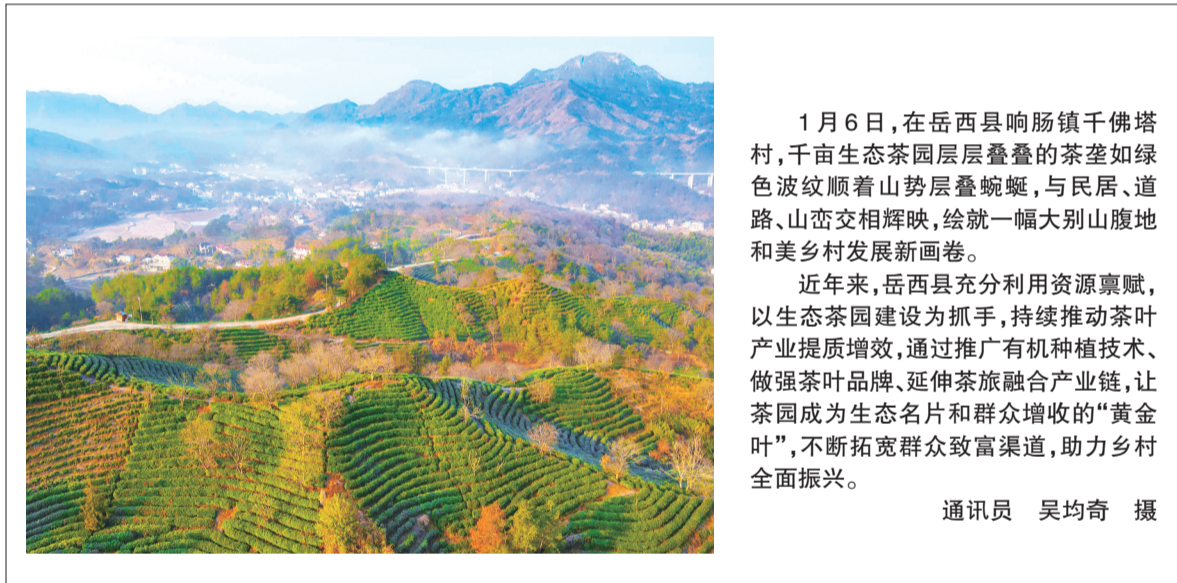 1月6日,在岳西县响肠镇千佛塔
村,千亩生态茶园层层叠叠的茶垄如绿
色波纹顺着山势层叠蜿蜒,与民居、道
路、山峦交相辉映,绘就一幅大别山腹地
和美乡村发展新画卷。
近年来,岳西县充分利用资源禀赋,
以生态茶园建设为抓手,持续推动茶叶
产业提质增效,通过推广有机种植技术、
做强茶叶品牌、延伸茶旅融合产业链,让
茶园成为生态名片和群众增收的“黄金
叶”,不断拓宽群众致富渠道,助力乡村
全面振兴。
通讯员 吴均奇 摄